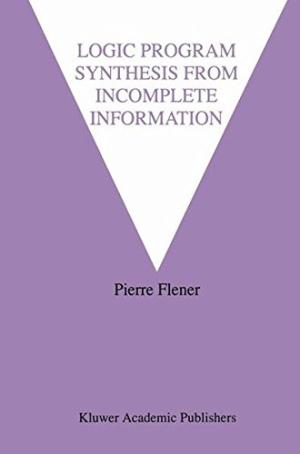 LOGIC PROGRAM
SYNTHESIS FROM
INCOMPLETE
INFORMATION
Pierre Flener
Kluwer Academic Publishers